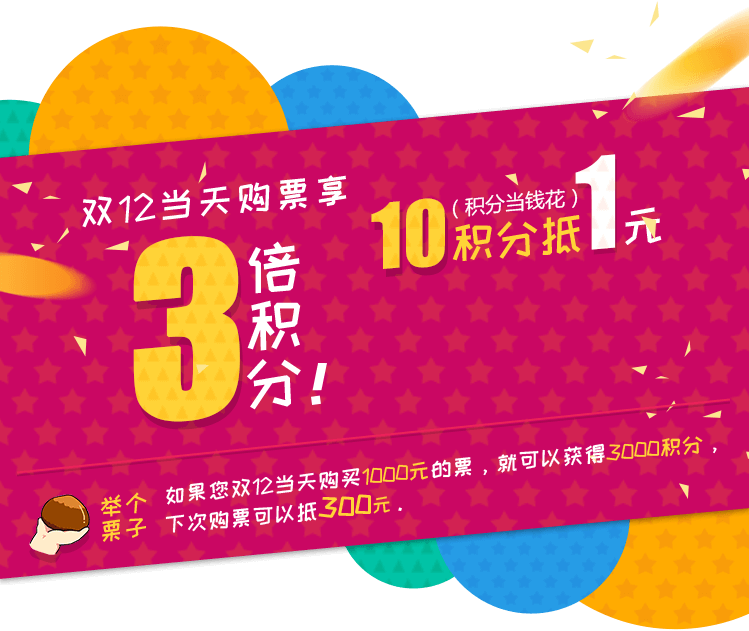 双12当天购票享
3倍积分！
（积分当钱花）
10积分抵1元
举个
栗子
如果您双12当天购买1000元的票，就可以获得3000积分，
下次购票可以抵300元．